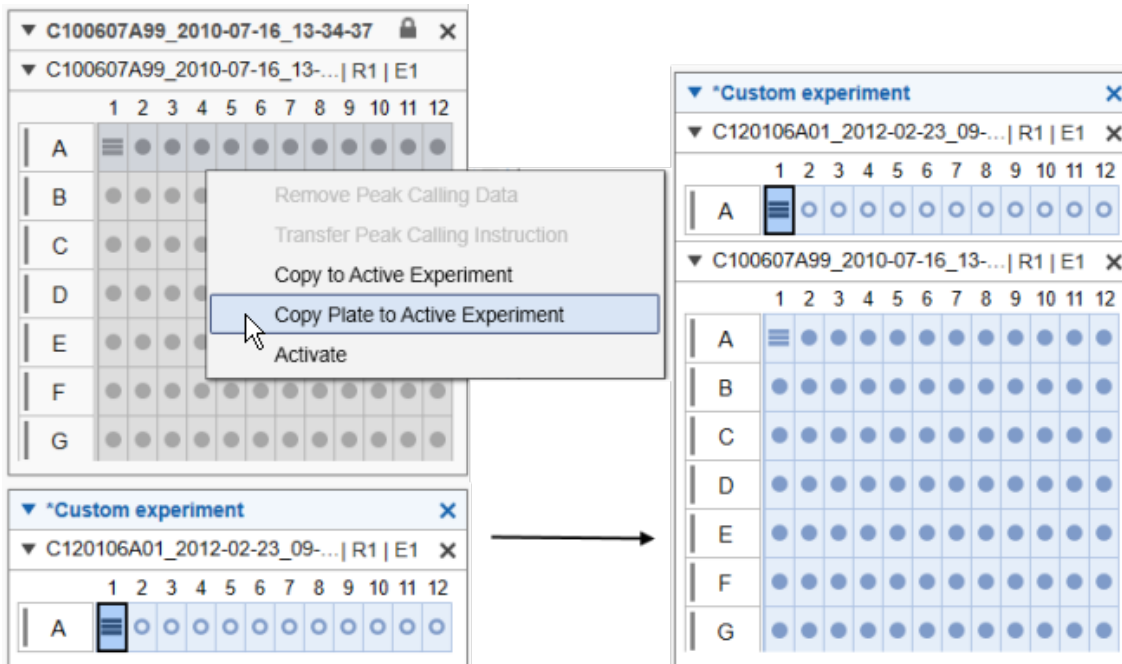 C100607A99_2010-07-16_13-34-37
C100607A99_2010-07-16_13-...| R1 | E1
1 2 3 4 5 6 7 8 9 10 11 12
A
B
C
D
E
F
G
Remove Peak Calling Data
Transfer Peak Calling Instruction
Copy to Active Experiment
Copy Plate to Active Experiment
Activate
*Custom experiment
C120106A01_2012-02-23_09-...| R1 | E1
1 2 3 4 5 6 7 8 9 10 11 12
A
*Custom experiment
C120106A01_2012-02-23_09-...| R1 | E1
1 2 3 4 5 6 7 8 9 10 11 12
A
C100607A99_2010-07-16_13-...| R1 | E1
1 2 3 4 5 6 7 8 9 10 11 12
A
B
C
D
E
F
G